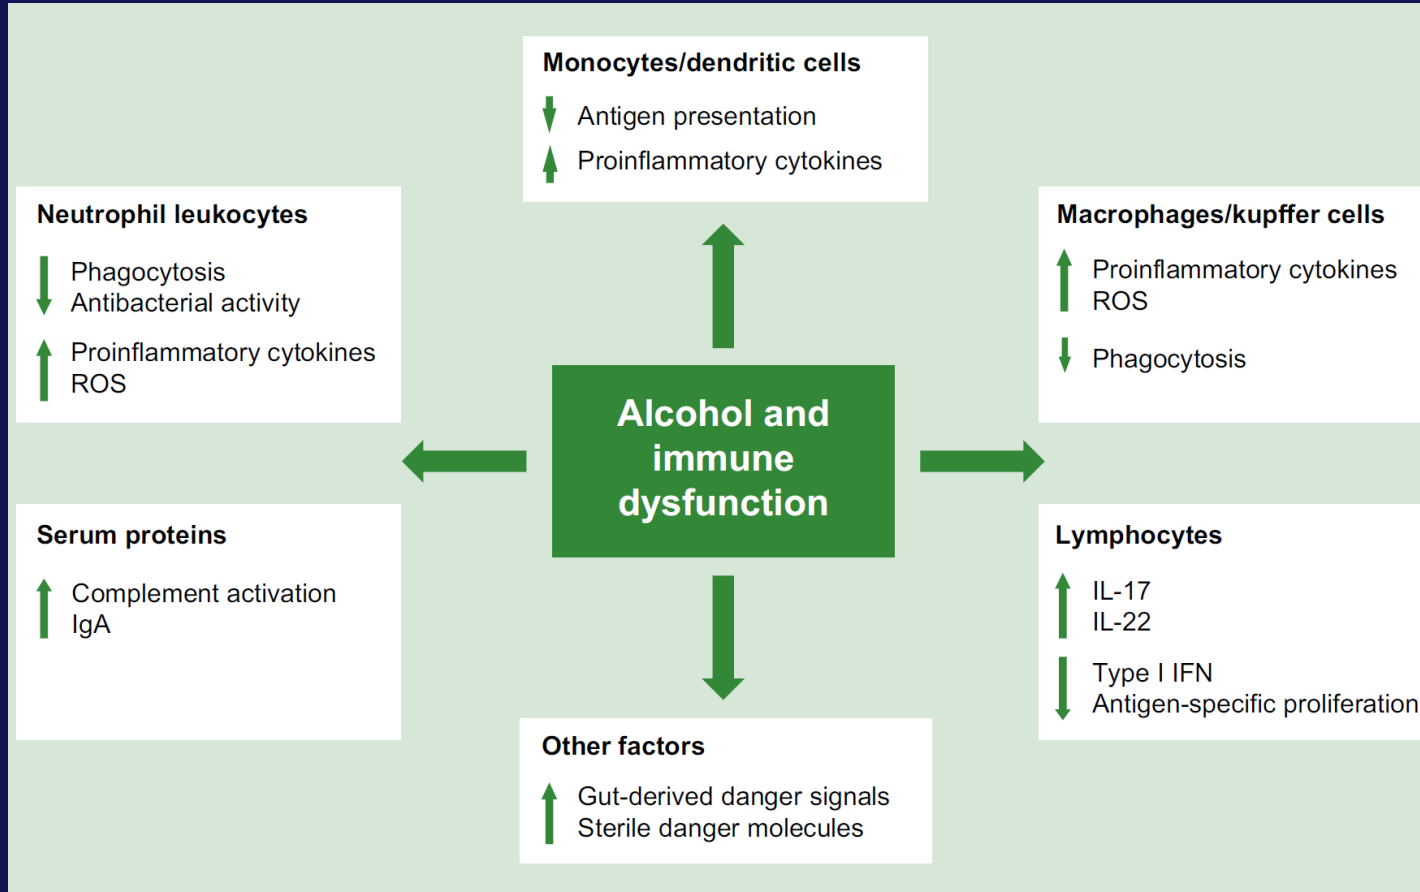 Monocytes/dendritic cells
Antigen presentation
Proinflammatory cytokines
Neutrophil leukocytes
Phagocytosis
Antibacterial activity
Proinflammatory cytokines
ROS
Macrophages/kupffer cells
Proinflammatory cytokines
ROS
Phagocytosis
Alcohol and
immune
dysfunction
Serum proteins
Complement activation
IgA
Lymphocytes
IL-17
IL-22
Type I IFN
Antigen-specific proliferation
Other factors
Gut-derived danger signals
Sterile danger molecules